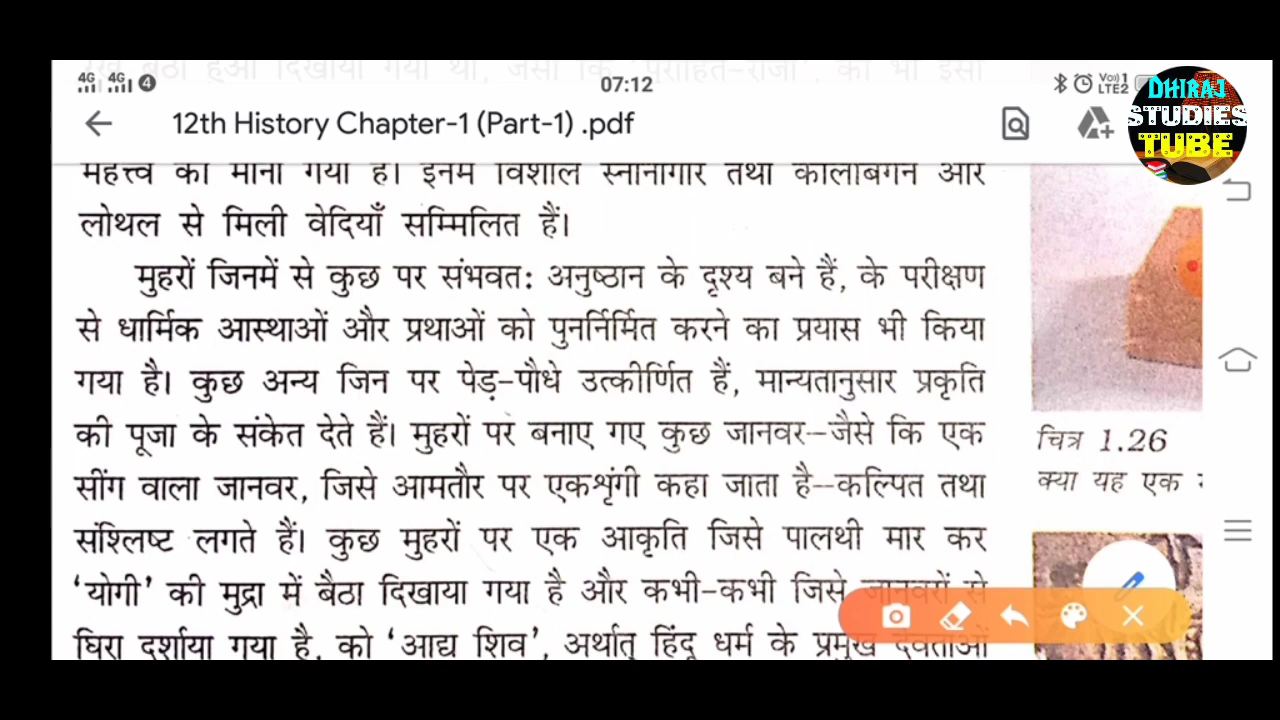 07:12
12th History Chapter-1 (Part-1) .pdf
DHIRAJ
STUDIES
TUBE
महत्त्व का माना गया है। इनमें विशाल स्नानागार तथा कालीबंगन और
लोथल से मिली वेदियाँ सम्मिलित हैं।
मुहरों जिनमें से कुछ पर संभवत: अनुष्ठान के दृश्य बने हैं, के परीक्षण
से धार्मिक आस्थाओं और प्रथाओं को पुनर्निर्मित करने का प्रयास भी किया
गया है। कुछ अन्य जिन पर पेड़-पौधे उत्कीर्णित हैं, मान्यतानुसार प्रकृति
की पूजा के संकेत देते हैं। मुहरों पर बनाए गए कुछ जानवर–जैसे कि एक
सींग वाला जानवर, जिसे आमतौर पर एकशृंगी कहा जाता है–कल्पित तथा
संश्लिष्ट लगते हैं। कुछ मुहरों पर एक आकृति जिसे पालथी मार कर
'योगी' की मुद्रा में बैठा दिखाया गया है और कभी-कभी जिसे जानवरों से
घिरा दर्शाया गया है, को 'आद्य शिव', अर्थात् हिंदू धर्म के प्रमुख देवताओं
चित्र 1.26
क्या यह एक